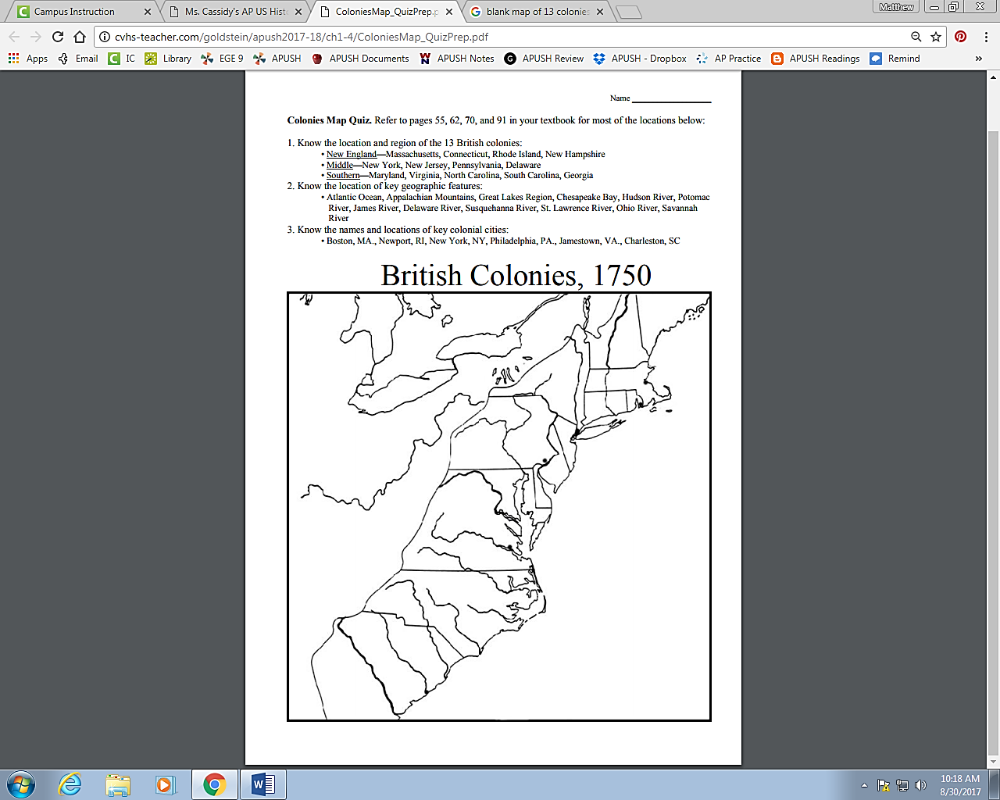 Campus Instruction
Ms. Cassidy's AP US Hist
ColoniesMap_QuizPrep.p
blank map of 13 colonies
Matthew
cvhs-teacher.com/goldstein/apush2017-18/ch1-4/ColoniesMap_QuizPrep.pdf
Apps Email IC Library EGE 9 APUSH APUSH Documents APUSH Notes APUSH Review APUSH - Dropbox AP Practice APUSH Readings Remind »
Name
Colonies Map Quiz. Refer to pages 55, 62, 70, and 91 in your textbook for most of the locations below:
1. Know the location and region of the 13 British colonies:
• New England—Massachusetts, Connecticut, Rhode Island, New Hampshire
• Middle—New York, New Jersey, Pennsylvania, Delaware
• Southern—Maryland, Virginia, North Carolina, South Carolina, Georgia
2. Know the location of key geographic features:
• Atlantic Ocean, Appalachian Mountains, Great Lakes Region, Chesapeake Bay, Hudson River, Potomac
River, James River, Delaware River, Susquehanna River, St. Lawrence River, Ohio River, Savannah
River
3. Know the names and locations of key colonial cities:
• Boston, MA., Newport, RI, New York, NY, Philadelphia, PA., Jamestown, VA., Charleston, SC
British Colonies, 1750
10:18 AM
8/30/2017